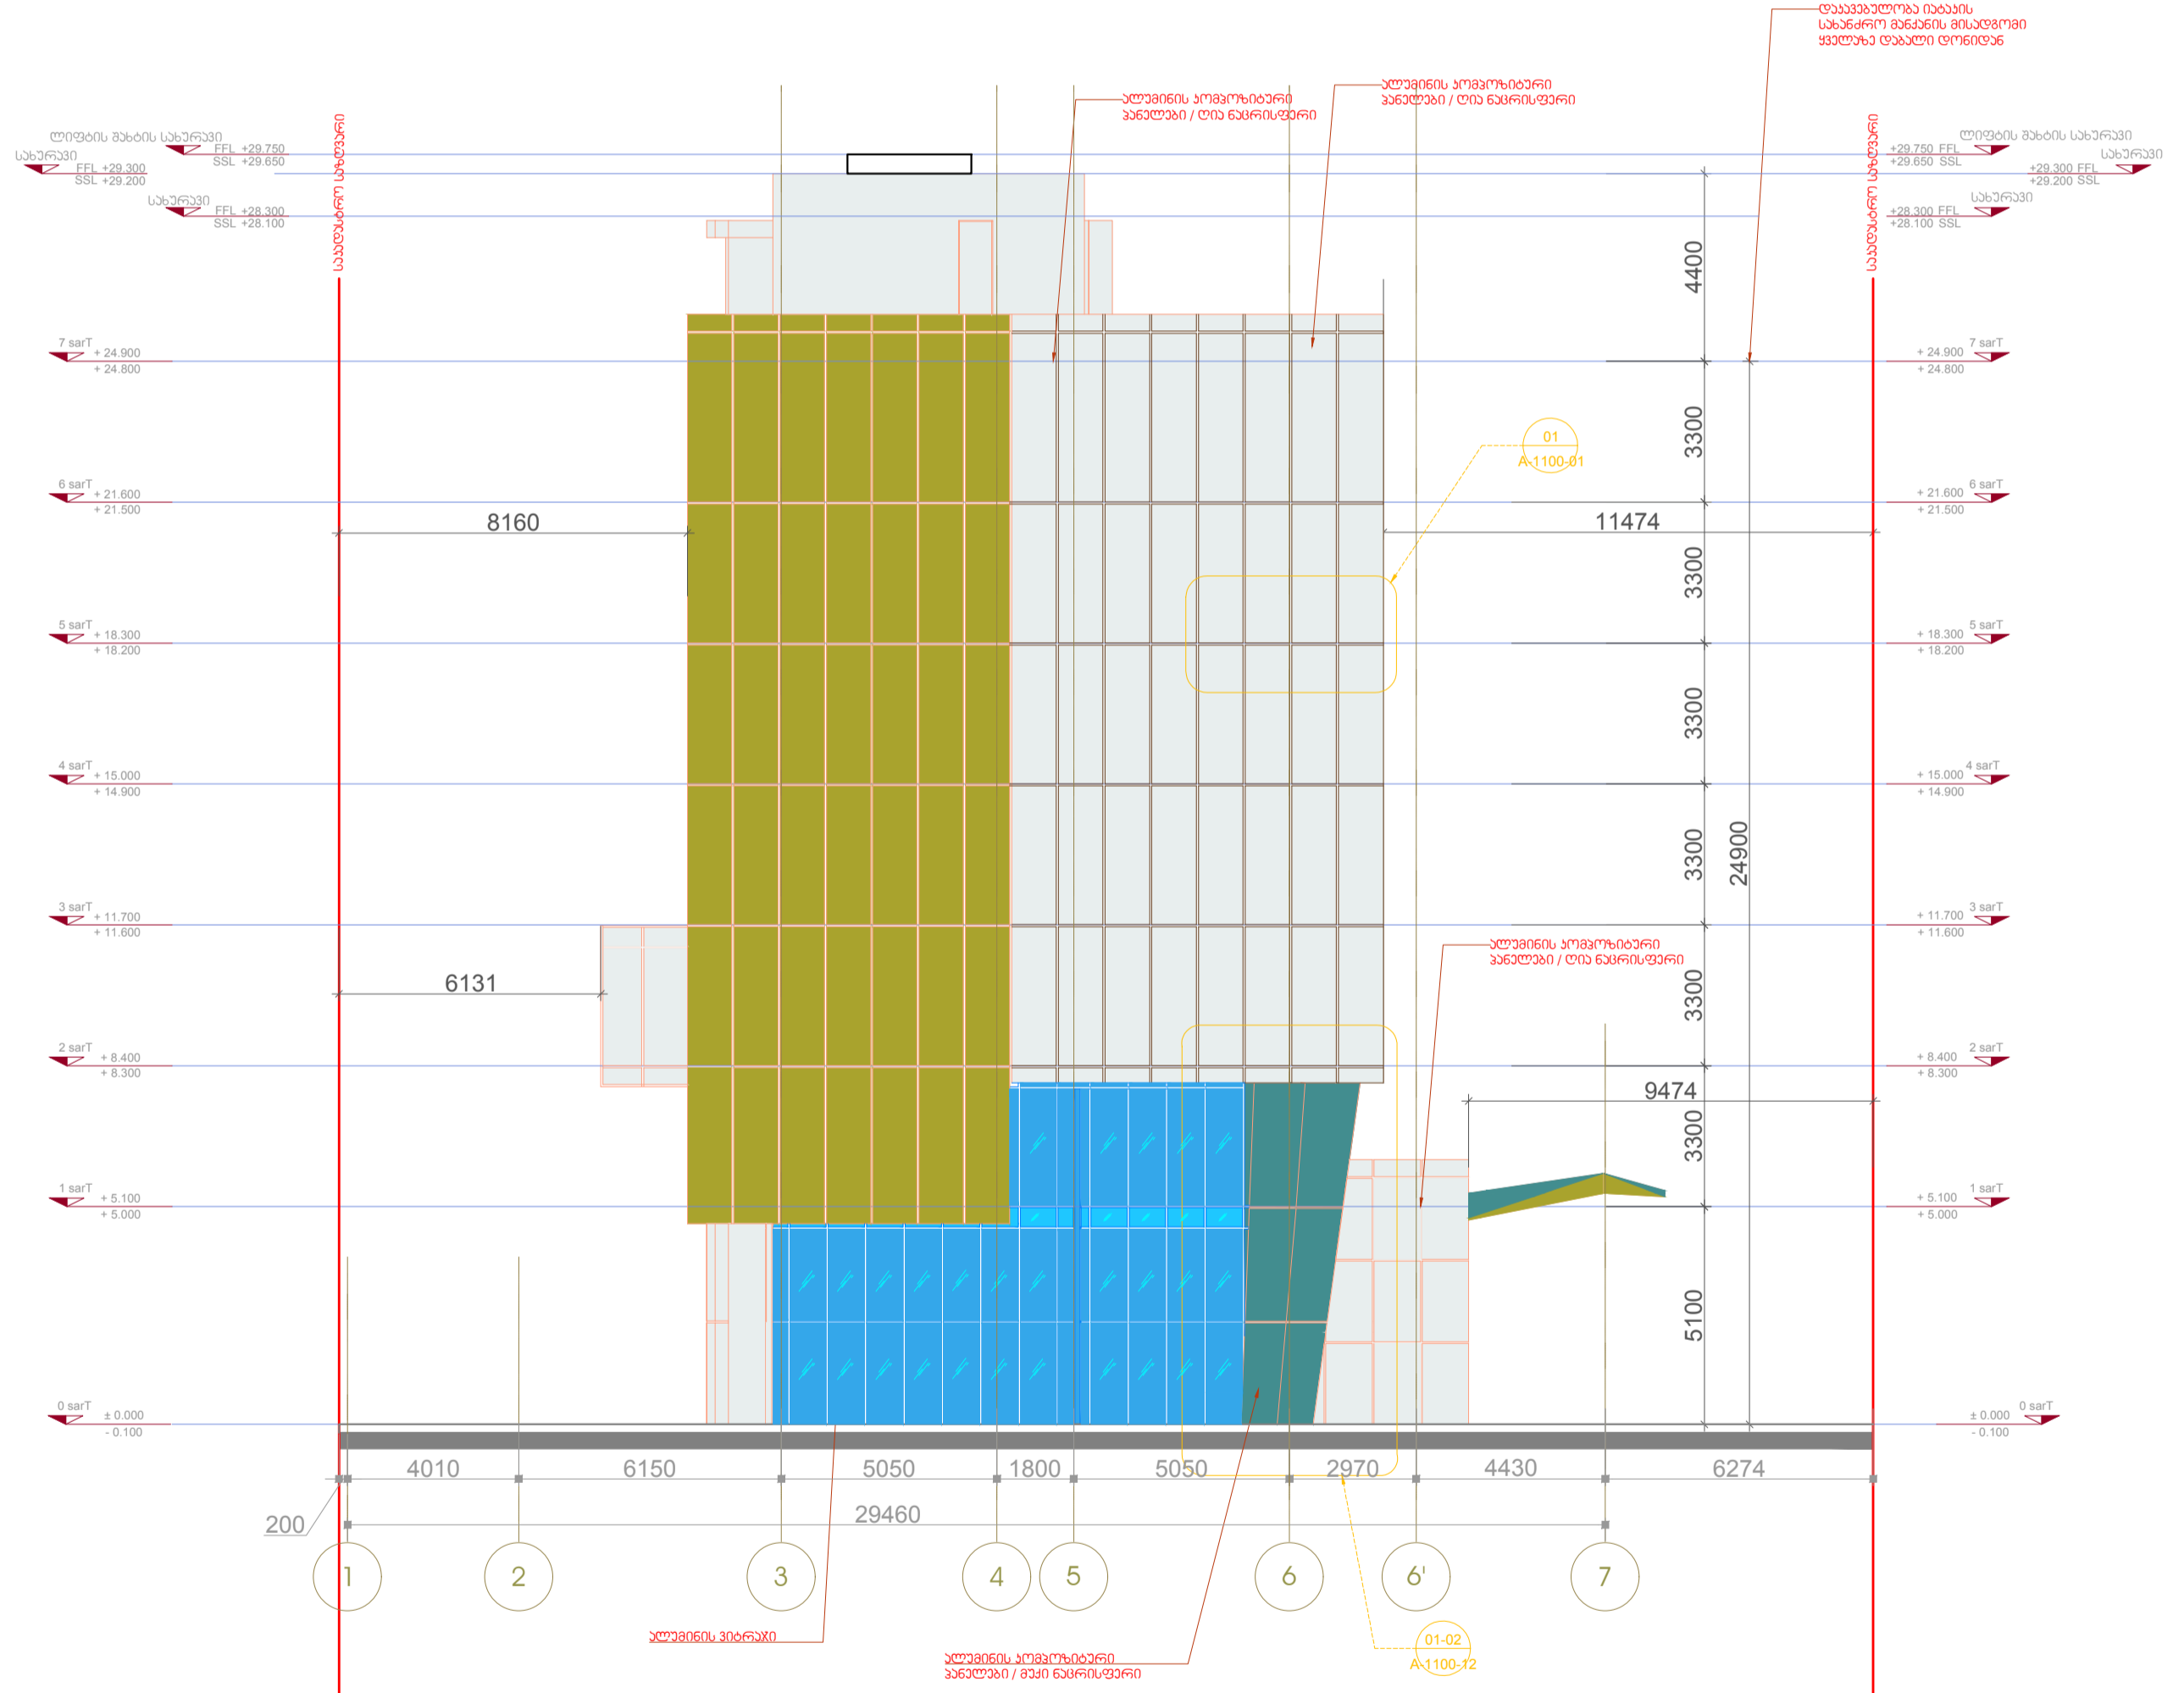 დაკავებულობა იატაკის
სახანძრო მანქანის მისადგომი
ყველაზე დაბალი დონიდან
ალუმინის კომპოზიტური
პანელები / ღია ნაცრისფერი
ალუმინის კომპოზიტური
პანელები / ღია ნაცრისფერი
საკადასტრო საზღვარი
საკადასტრო საზღვარი
ლიფტის შახტის სახურავი
FFL +29.750
SSL +29.650
სახურავი
FFL +29.300
SSL +29.200
სახურავი
FFL +28.300
SSL +28.100
ლიფტის შახტის სახურავი
+29.750 FFL
+29.650 SSL
სახურავი
+29.300 FFL
+29.200 SSL
სახურავი
+28.300 FFL
+28.100 SSL
4400
7 sarT
+ 24.900
+ 24.800
+ 24.900
7 sarT
+ 24.800
3300
01
A-1100-01
6 sarT
+ 21.600
+ 21.500
+ 21.600
6 sarT
+ 21.500
8160
11474
3300
5 sarT
+ 18.300
+ 18.200
+ 18.300
5 sarT
+ 18.200
3300
4 sarT
+ 15.000
+ 14.900
+ 15.000
4 sarT
+ 14.900
3300
24900
3 sarT
+ 11.700
+ 11.600
+ 11.700
3 sarT
+ 11.600
ალუმინის კომპოზიტური
პანელები / ღია ნაცრისფერი
6131
3300
2 sarT
+ 8.400
+ 8.300
+ 8.400
2 sarT
+ 8.300
9474
3300
1 sarT
+ 5.100
+ 5.000
+ 5.100
1 sarT
+ 5.000
5100
0 sarT
± 0.000
- 0.100
0 sarT
± 0.000
- 0.100
4010
6150
5050
1800
5050
2970
4430
6274
200
29460
1
2
3
4
5
6
6'
7
ალუმინის ვიტრაჟი
ალუმინის კომპოზიტური
პანელები / მუქი ნაცრისფერი
01-02
A-1100-12